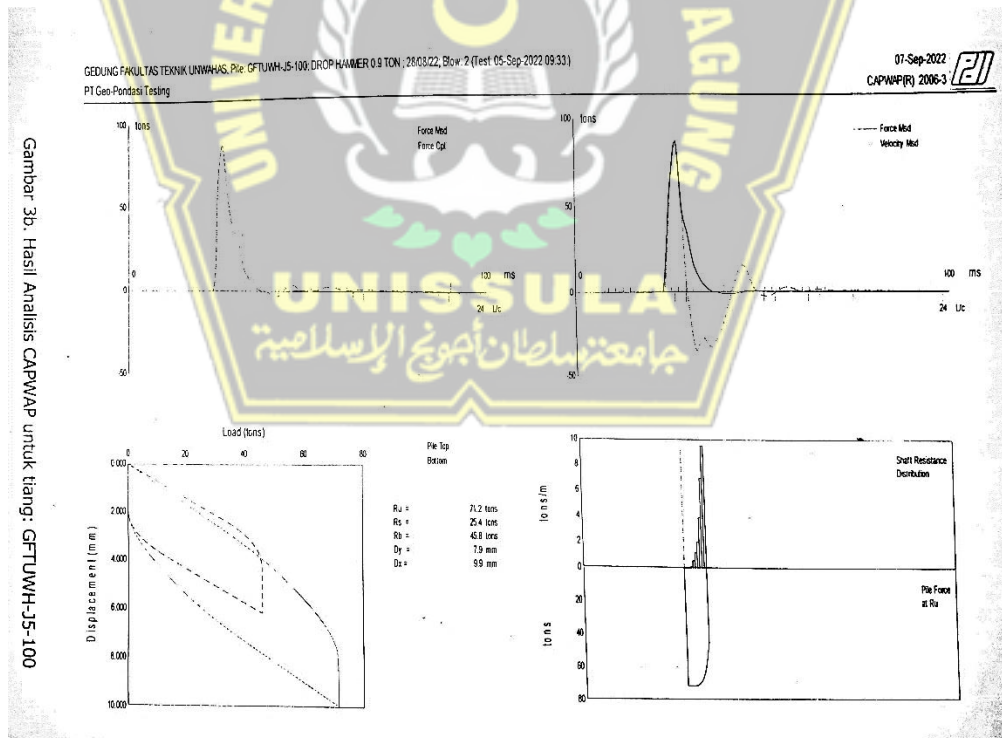 UNIVER
AGUNG
GEDUNG FAKULTAS TEKNIK UNWAHAS, Pile: GFTUWH-J5-100; DROP HAMMER 0.9 TON ; 28/08/22; Blow: 2 (Test: 05-Sep-2022 09:33:)
07-Sep-2022
PT Geo-Pondasi Testing
CAPWAP(R) 2006-3
PDI
100
tons
50
0
-50
0
100 ms
24 L/c
Force Msd
Force Cpt
100
tons
50
0
-50
0
100 ms
24 L/c
Force Msd
Velocity Msd
UNISSULA
جامعة سلطان أجونج الإسلامية
Load (tons)
0 20 40 60 80
0.000
2.000
4.000
6.000
8.000
10.000
Displacement (mm)
Pile Top
Bottom
Ru = 71.2 tons
Rs = 25.4 tons
Rb = 45.8 tons
Dy = 7.9 mm
Dx = 9.9 mm
10
8
6
4
2
0
tons/m
Shaft Resistance
Distribution
20
40
60
80
tons
Pile Force
at Ru
Gambar 3b. Hasil Analisis CAPWAP untuk tiang: GFTUWH-J5-100